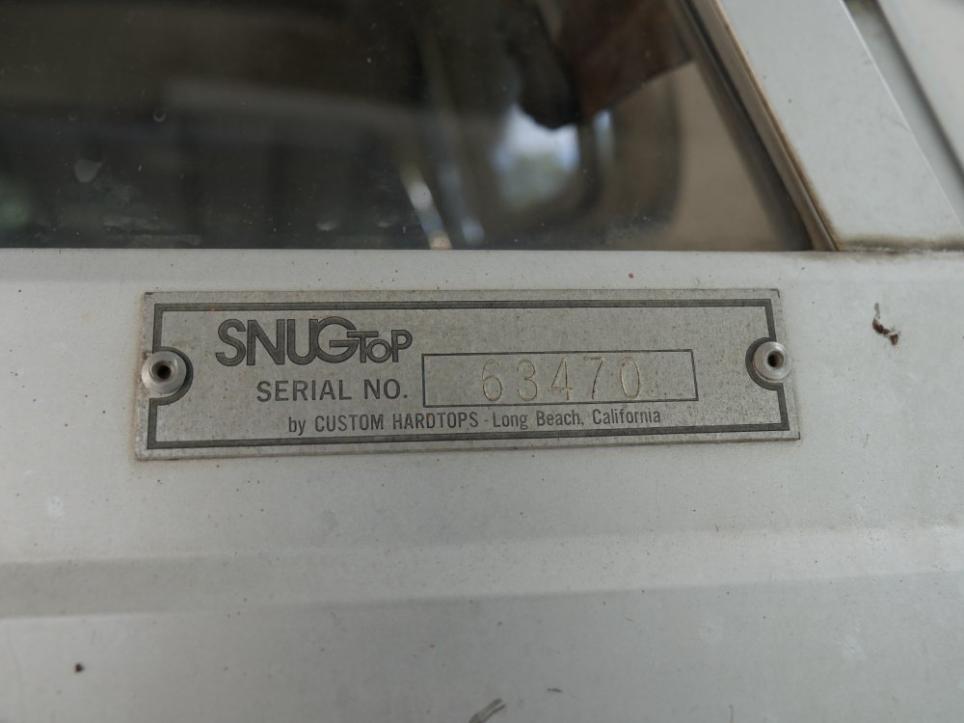 SNUGTOP
SERIAL NO. 63470
by CUSTOM HARDTOPS - Long Beach, California